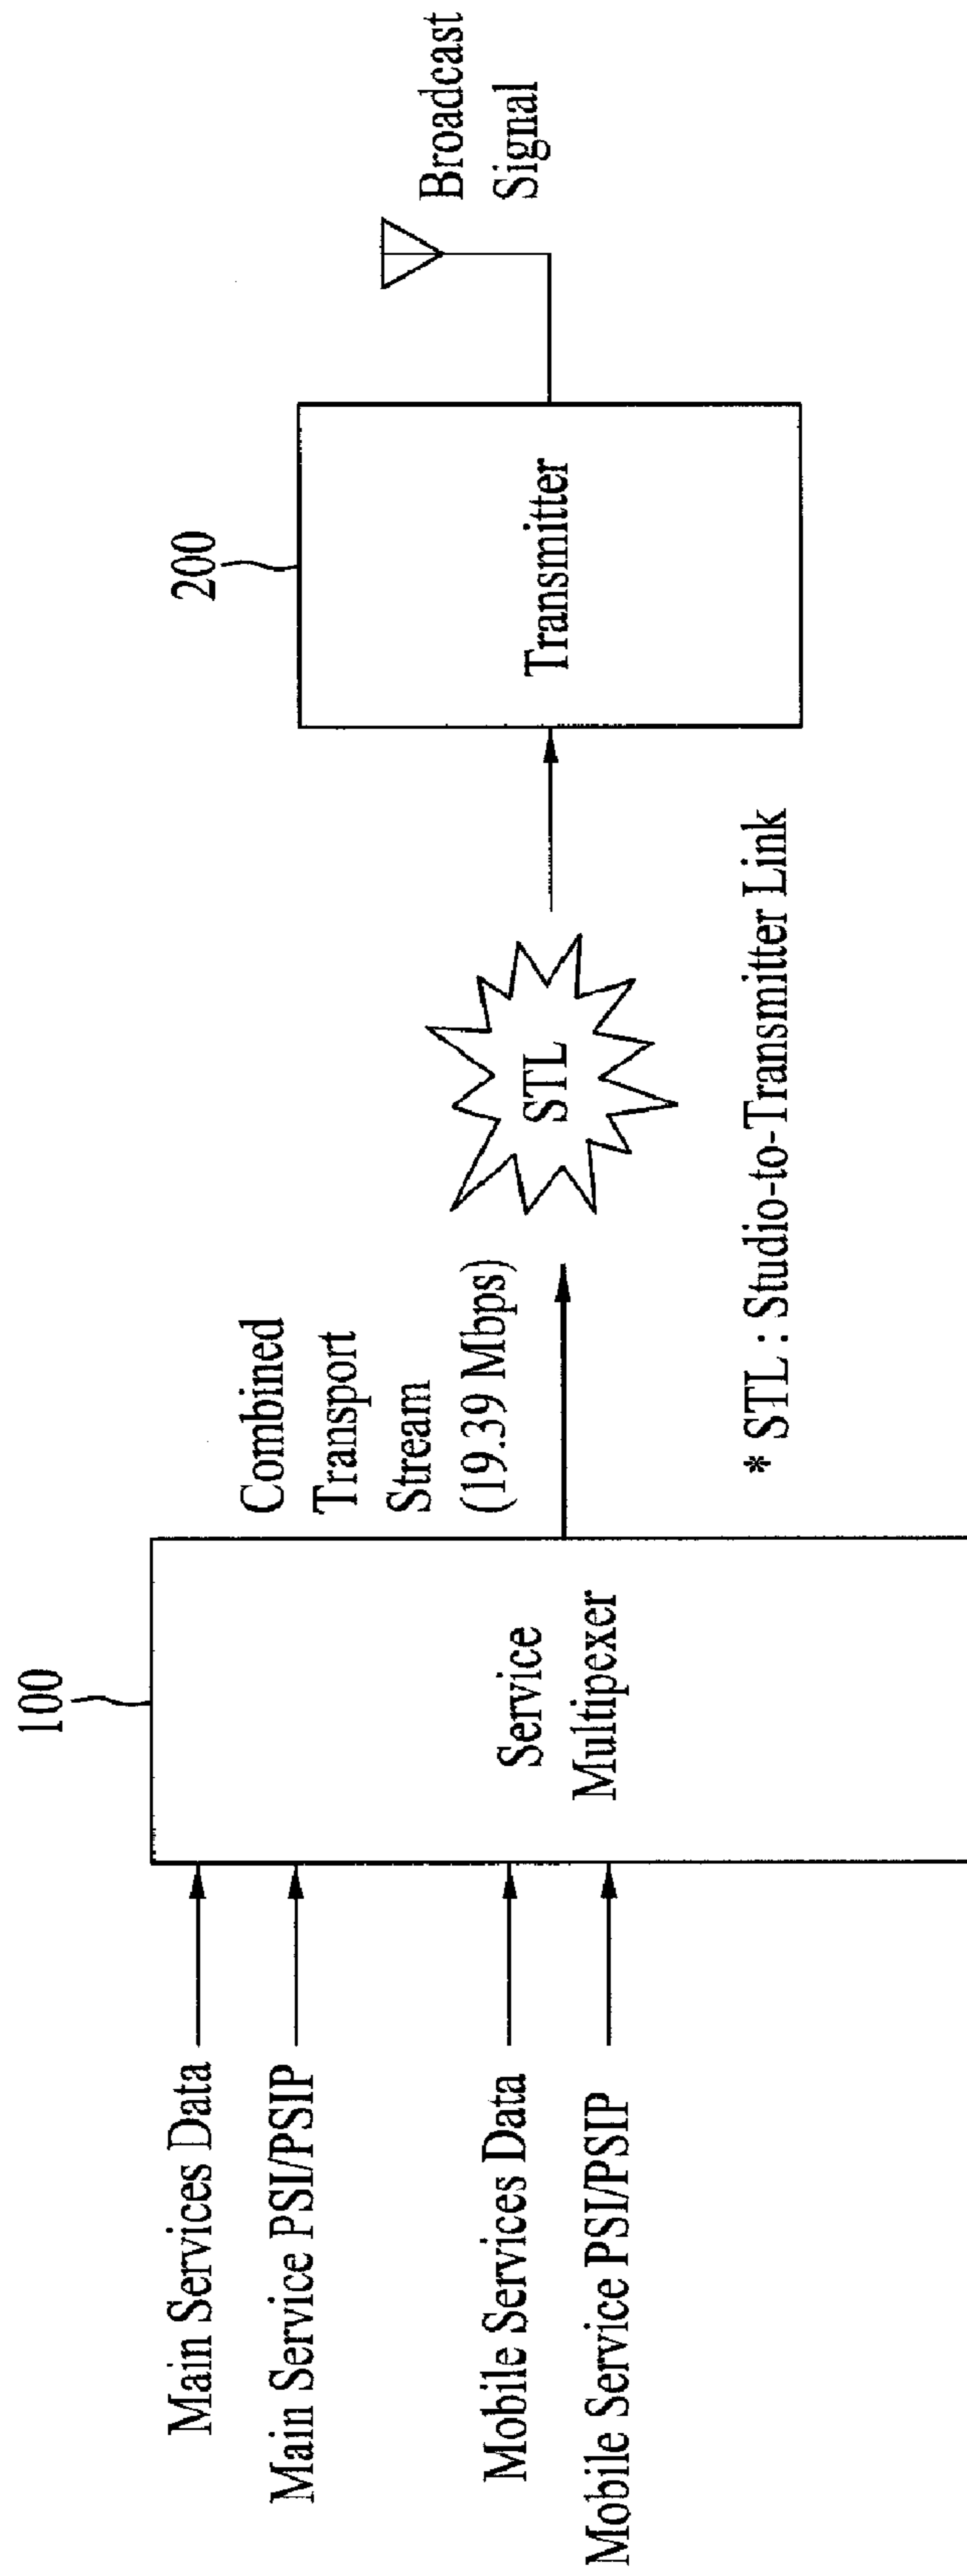 Main Services Data
Main Service PSI/PSIP
Mobile Services Data
Mobile Service PSI/PSIP
100
Service
Multipexer
Combined
Transport
Stream
(19.39 Mbps)
STL
* STL : Studio-to-Transmitter Link
200
Transmitter
Broadcast
Signal